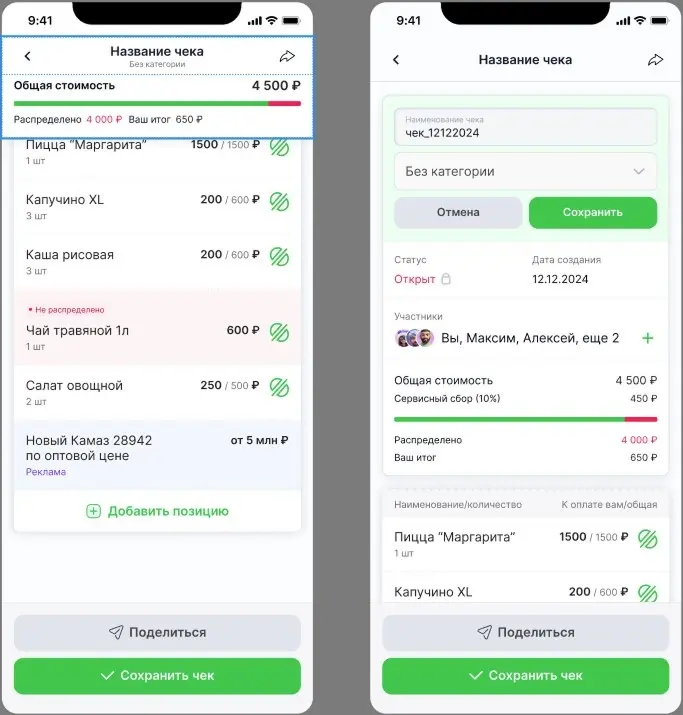 9:41
Название чека
Без категории
Общая стоимость 4 500 ₽
Распределено 4 000 ₽ Ваш итог 650 ₽
Пицца “Маргарита” 1500 / 1500 ₽
1 шт
Капучино XL 200 / 600 ₽
3 шт
Каша рисовая 200 / 600 ₽
3 шт
• Не распределено
Чай травяной 1л 600 ₽
1 шт
Салат овощной 250 / 500 ₽
2 шт
Новый Камаз 28942 от 5 млн ₽
по оптовой цене
Реклама
Добавить позицию
Поделиться
Сохранить чек
9:41
Название чека
Наименование чека
чек_12122024
Без категории
Отмена Сохранить
Статус Дата создания
Открыт 12.12.2024
Участники
Вы, Максим, Алексей, еще 2
Общая стоимость 4 500 ₽
Сервисный сбор (10%) 450 ₽
Распределено 4 000 ₽
Ваш итог 650 ₽
Наименование/количество К оплате вам/общая
Пицца “Маргарита” 1500 / 1500 ₽
1 шт
Капучино XL 200 / 600 ₽
Поделиться
Сохранить чек